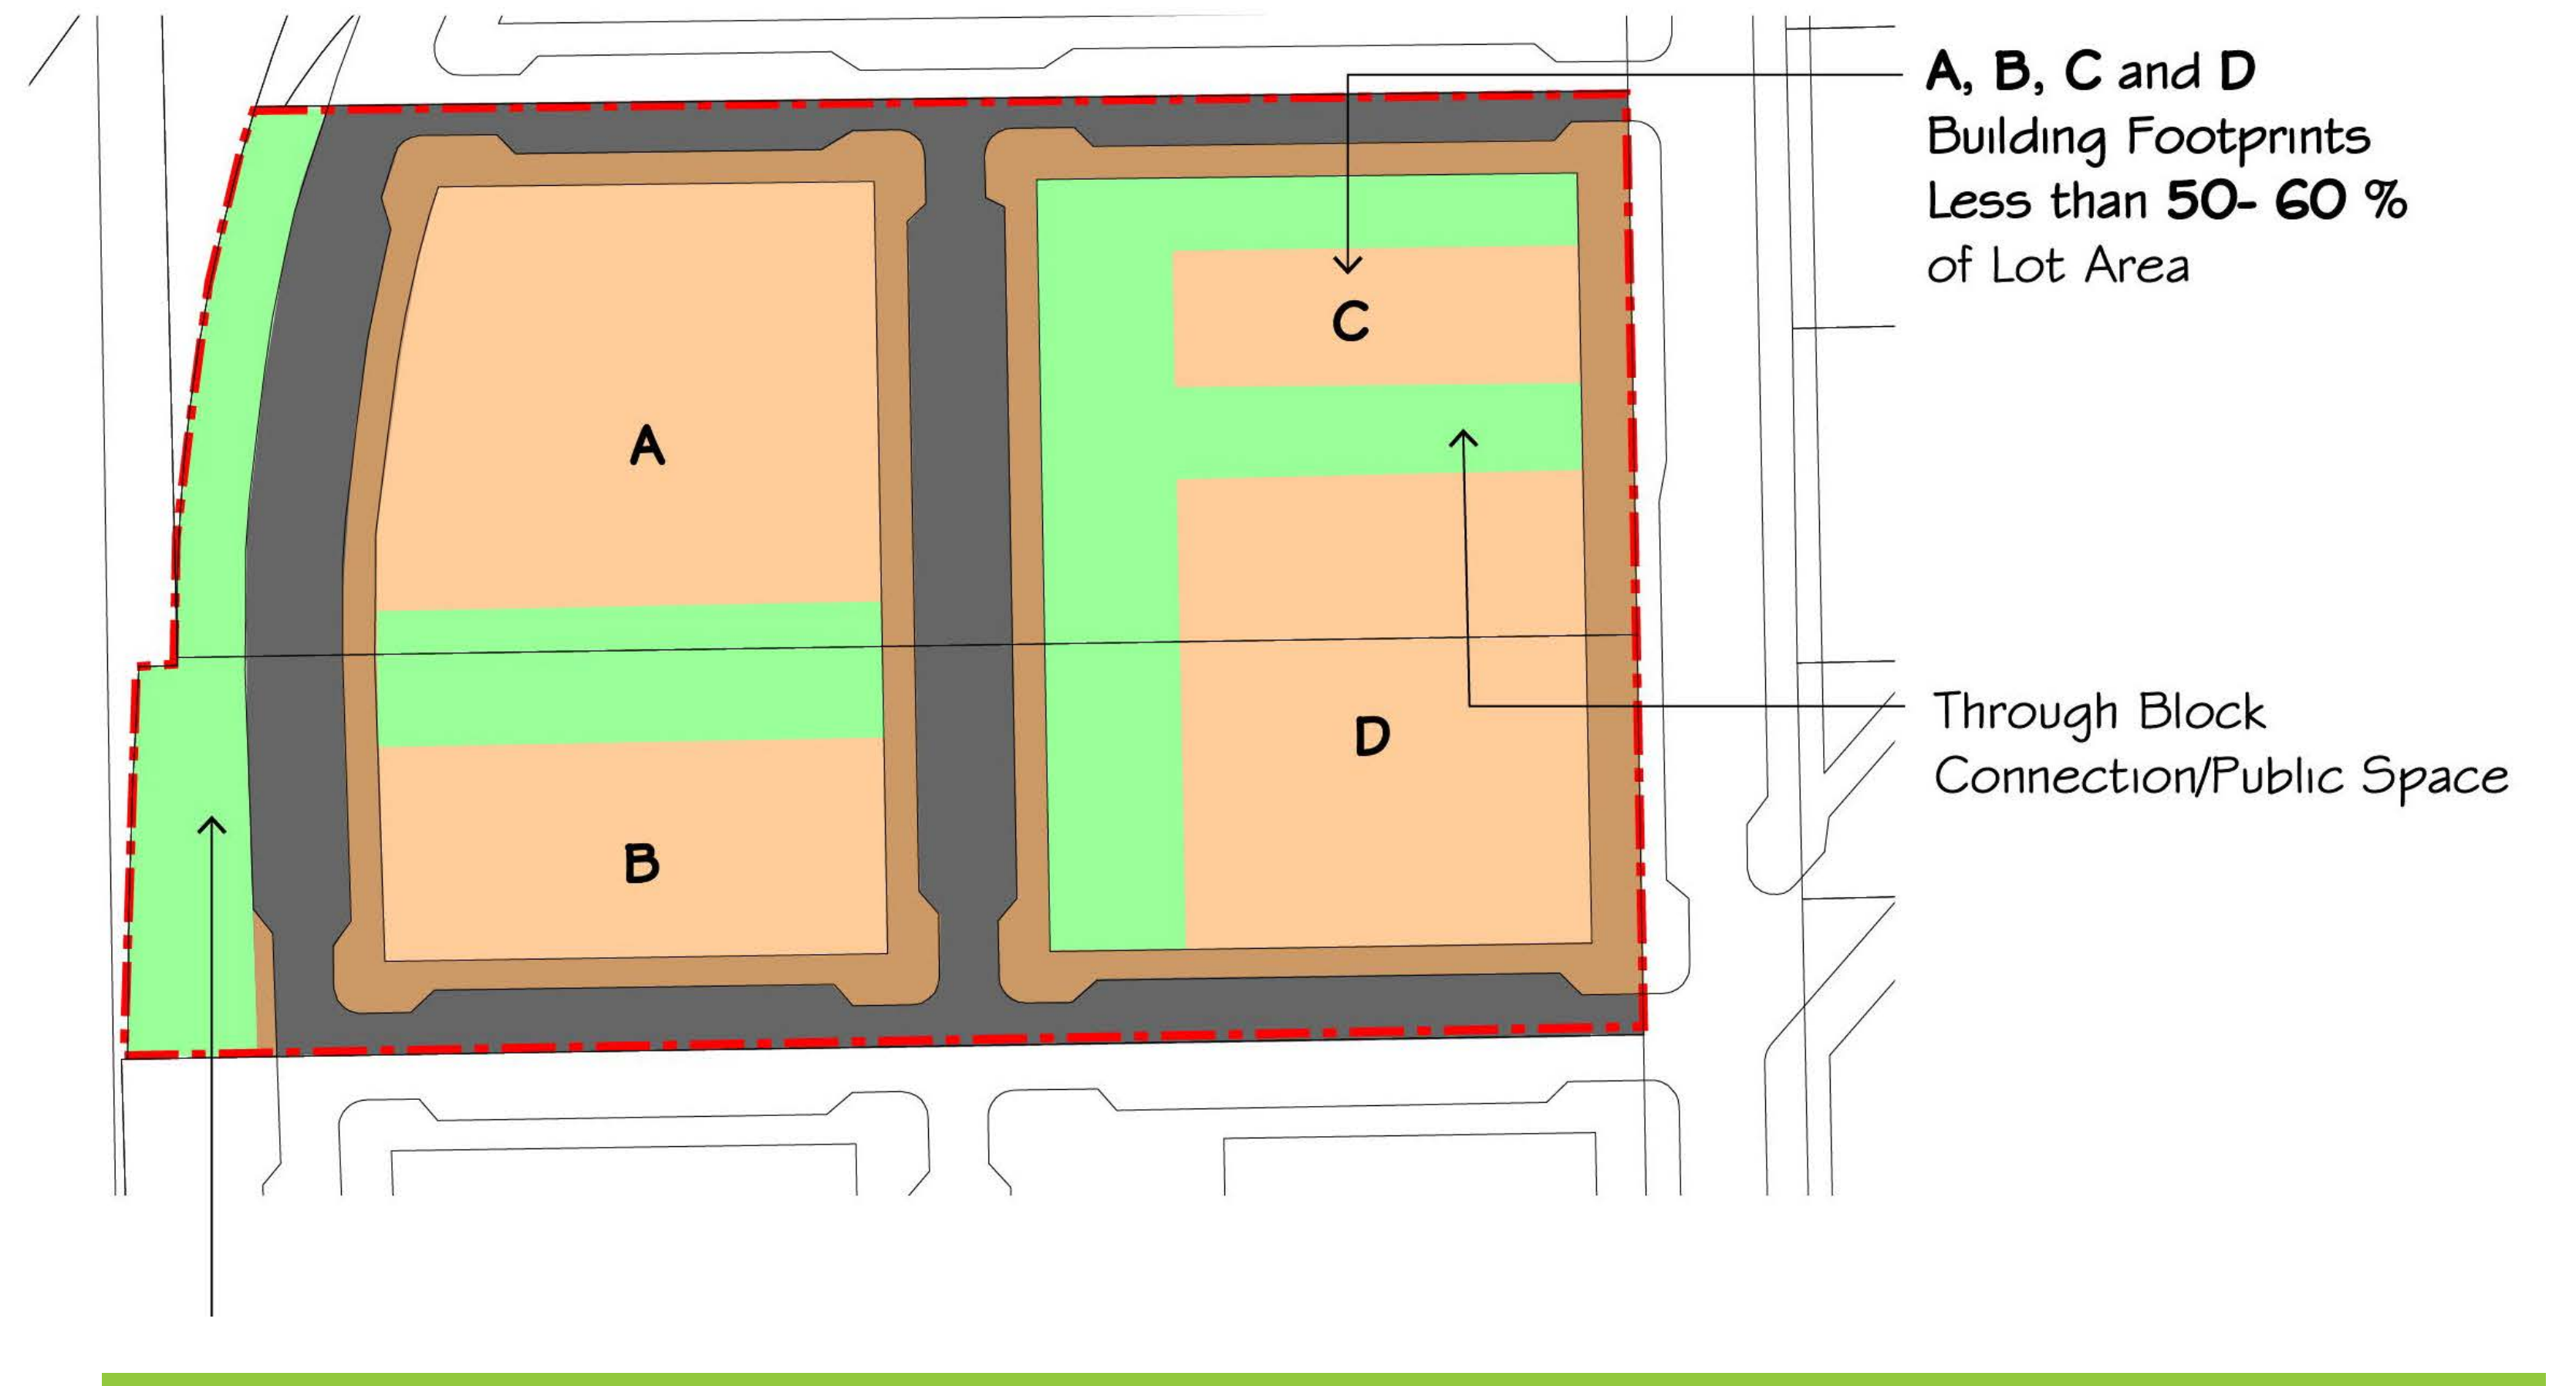 A, B, C and D
Building Footprints
Less than 50- 60 %
of Lot Area
C
A
Through Block
Connection/Public Space
D
B